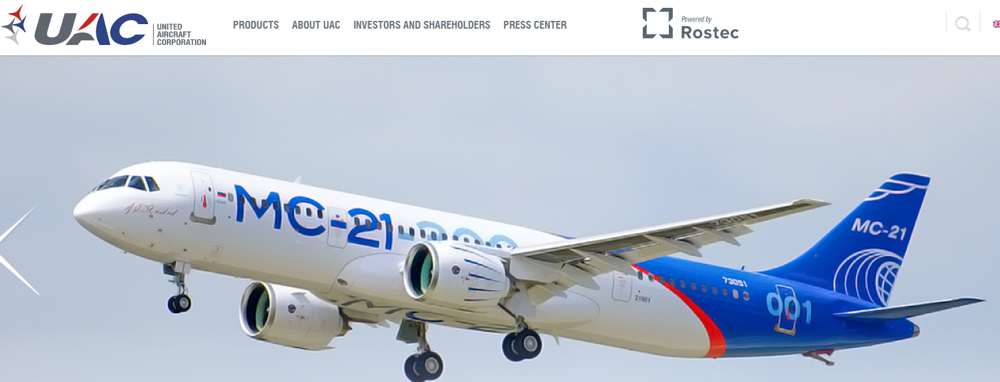 UAC
UNITED
AIRCRAFT
CORPORATION
PRODUCTS
ABOUT UAC
INVESTORS AND SHAREHOLDERS
PRESS CENTER
Powered by
Rostec
МС-21
МС-21
73051
21001
001